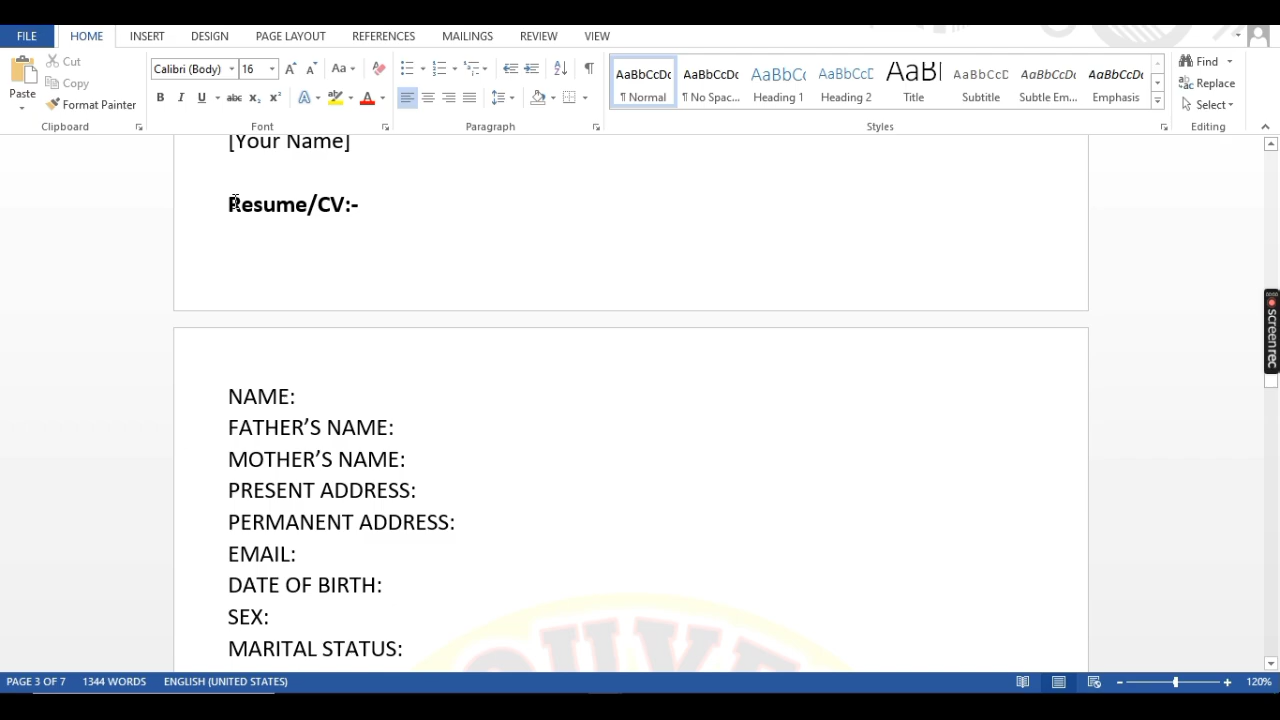 FILE HOME INSERT DESIGN PAGE LAYOUT REFERENCES MAILINGS REVIEW VIEW
Paste
Cut
Copy
Format Painter
Clipboard
Calibri (Body) 16
Font
Paragraph
AaBbCcDc AaBbCcDc AaBbCc AaBbCcD AaBl AaBbCcD AaBbCcDc AaBbCcDc
¶ Normal ¶ No Spac... Heading 1 Heading 2 Title Subtitle Subtle Em... Emphasis
Styles
Find
Replace
Select
Editing
[Your Name]
Resume/CV:-
NAME:
FATHER’S NAME:
MOTHER’S NAME:
PRESENT ADDRESS:
PERMANENT ADDRESS:
EMAIL:
DATE OF BIRTH:
SEX:
MARITAL STATUS:
screenrec
PAGE 3 OF 7 1344 WORDS ENGLISH (UNITED STATES) 120%